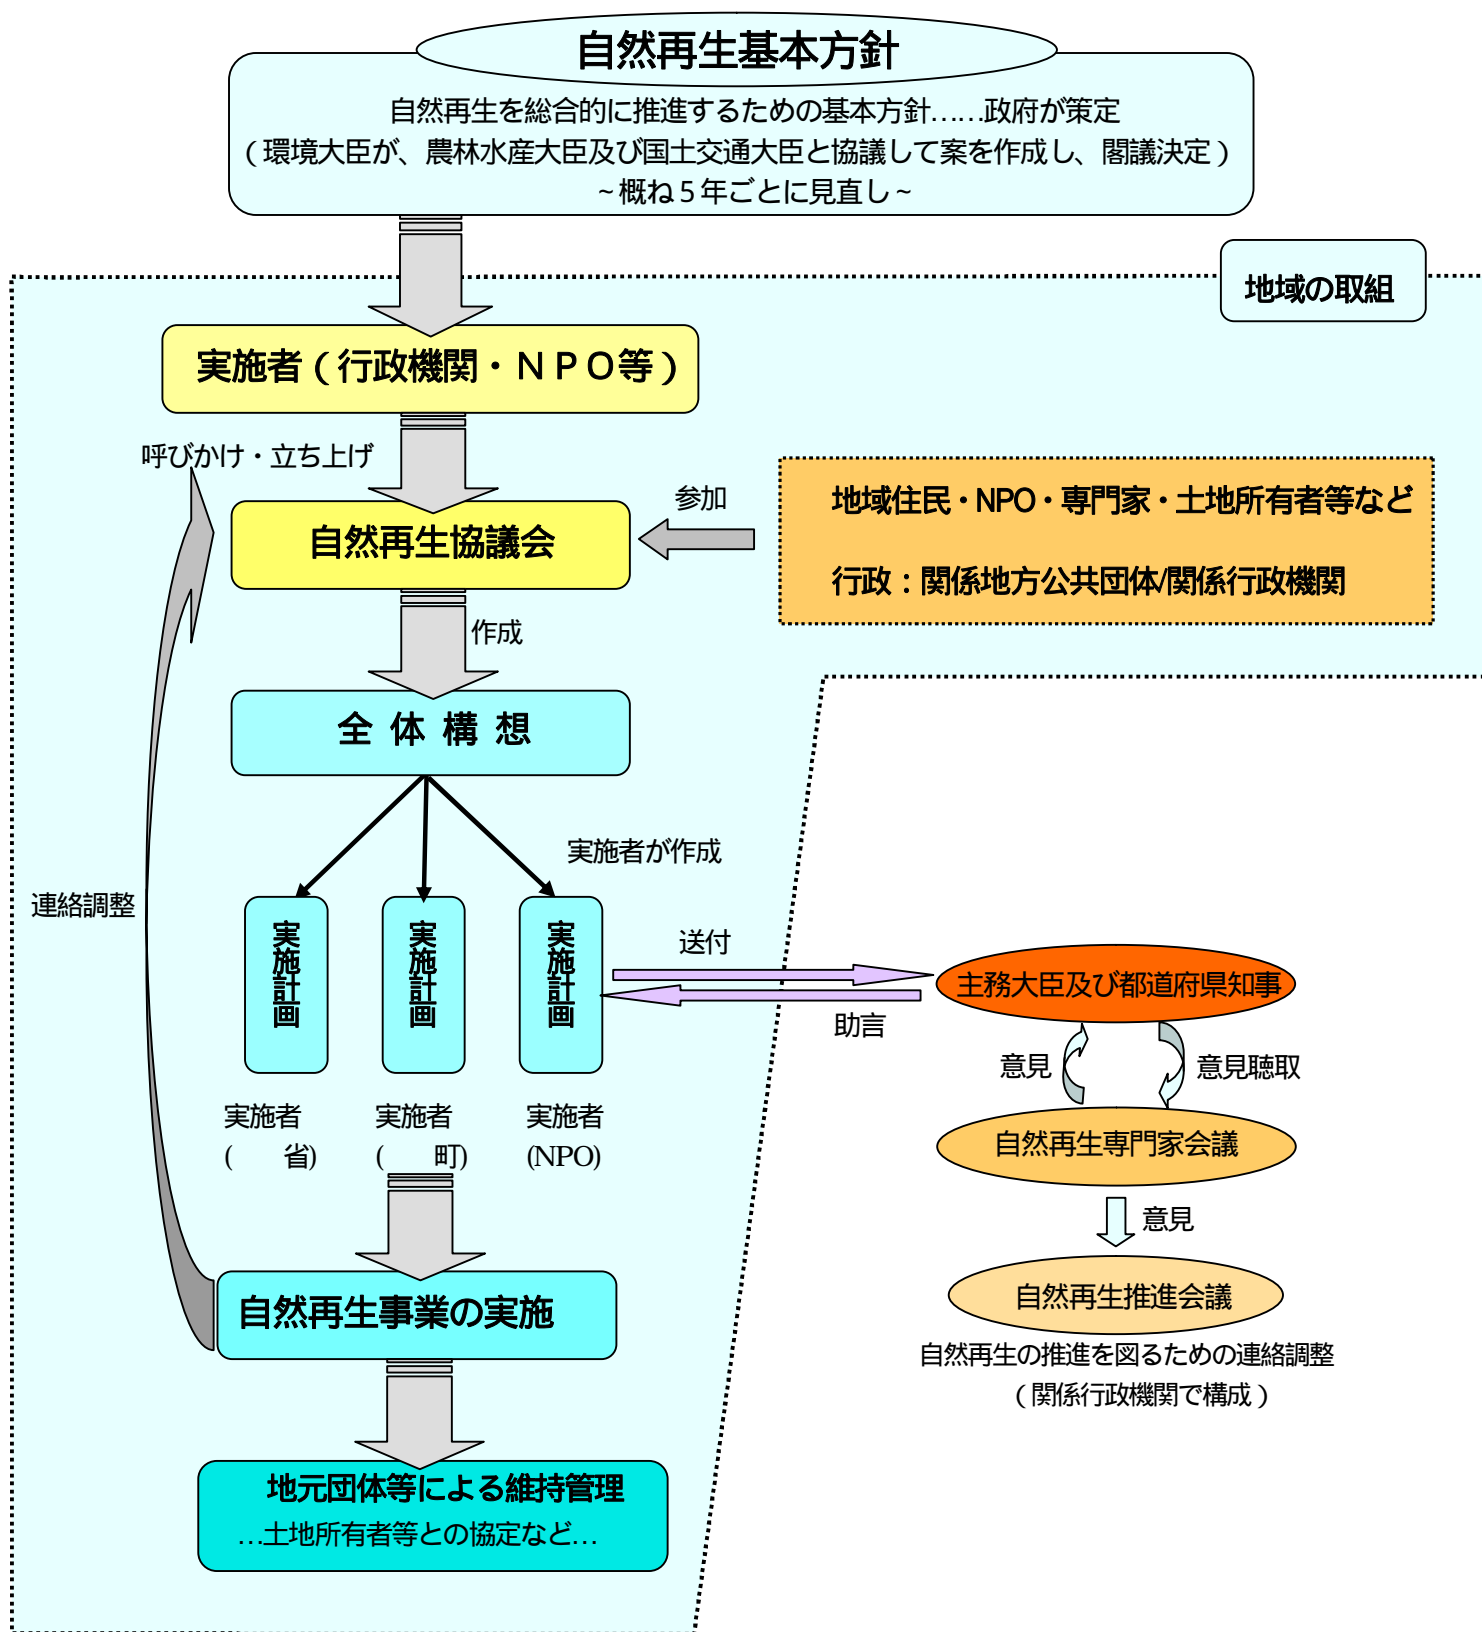 自然再生基本方針
自然再生を総合的に推進するための基本方針……政府が策定
（環境大臣が、農林水産大臣及び国土交通大臣と協議して案を作成し、閣議決定）
~概ね５年ごとに見直し~
地域の取組
実施者（行政機関・ＮＰＯ等）
呼びかけ・立ち上げ
自然再生協議会
参加
地域住民・NPO・専門家・土地所有者等など
行政：関係地方公共団体/関係行政機関
作成
全 体 構 想
実施者が作成
連絡調整
実施計画
実施計画
実施計画
送付
助言
主務大臣及び都道府県知事
意見
意見聴取
自然再生専門家会議
意見
自然再生推進会議
自然再生の推進を図るための連絡調整
（関係行政機関で構成）
実施者
(　　省)
実施者
(　　町)
実施者
(NPO)
自然再生事業の実施
地元団体等による維持管理
…土地所有者等との協定など…